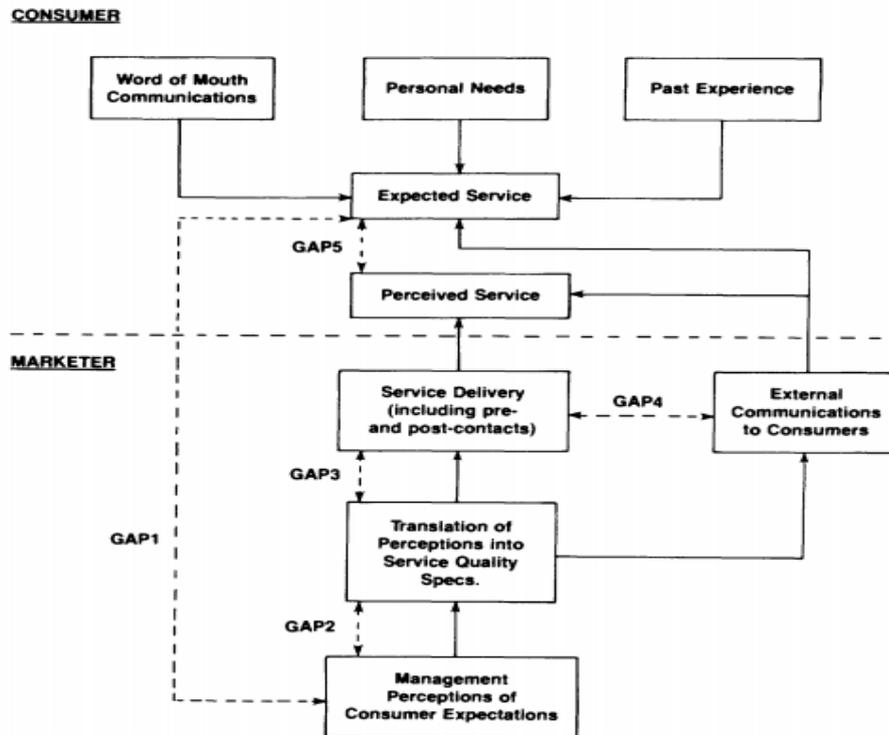 CONSUMER
Word of Mouth
Communications
Personal Needs
Past Experience
Expected Service
GAP5
Perceived Service
MARKETER
Service Delivery
(including pre-
and post-contacts)
GAP4
External
Communications
to Consumers
GAP3
Translation of
Perceptions into
Service Quality
Specs.
GAP1
GAP2
Management
Perceptions of
Consumer Expectations